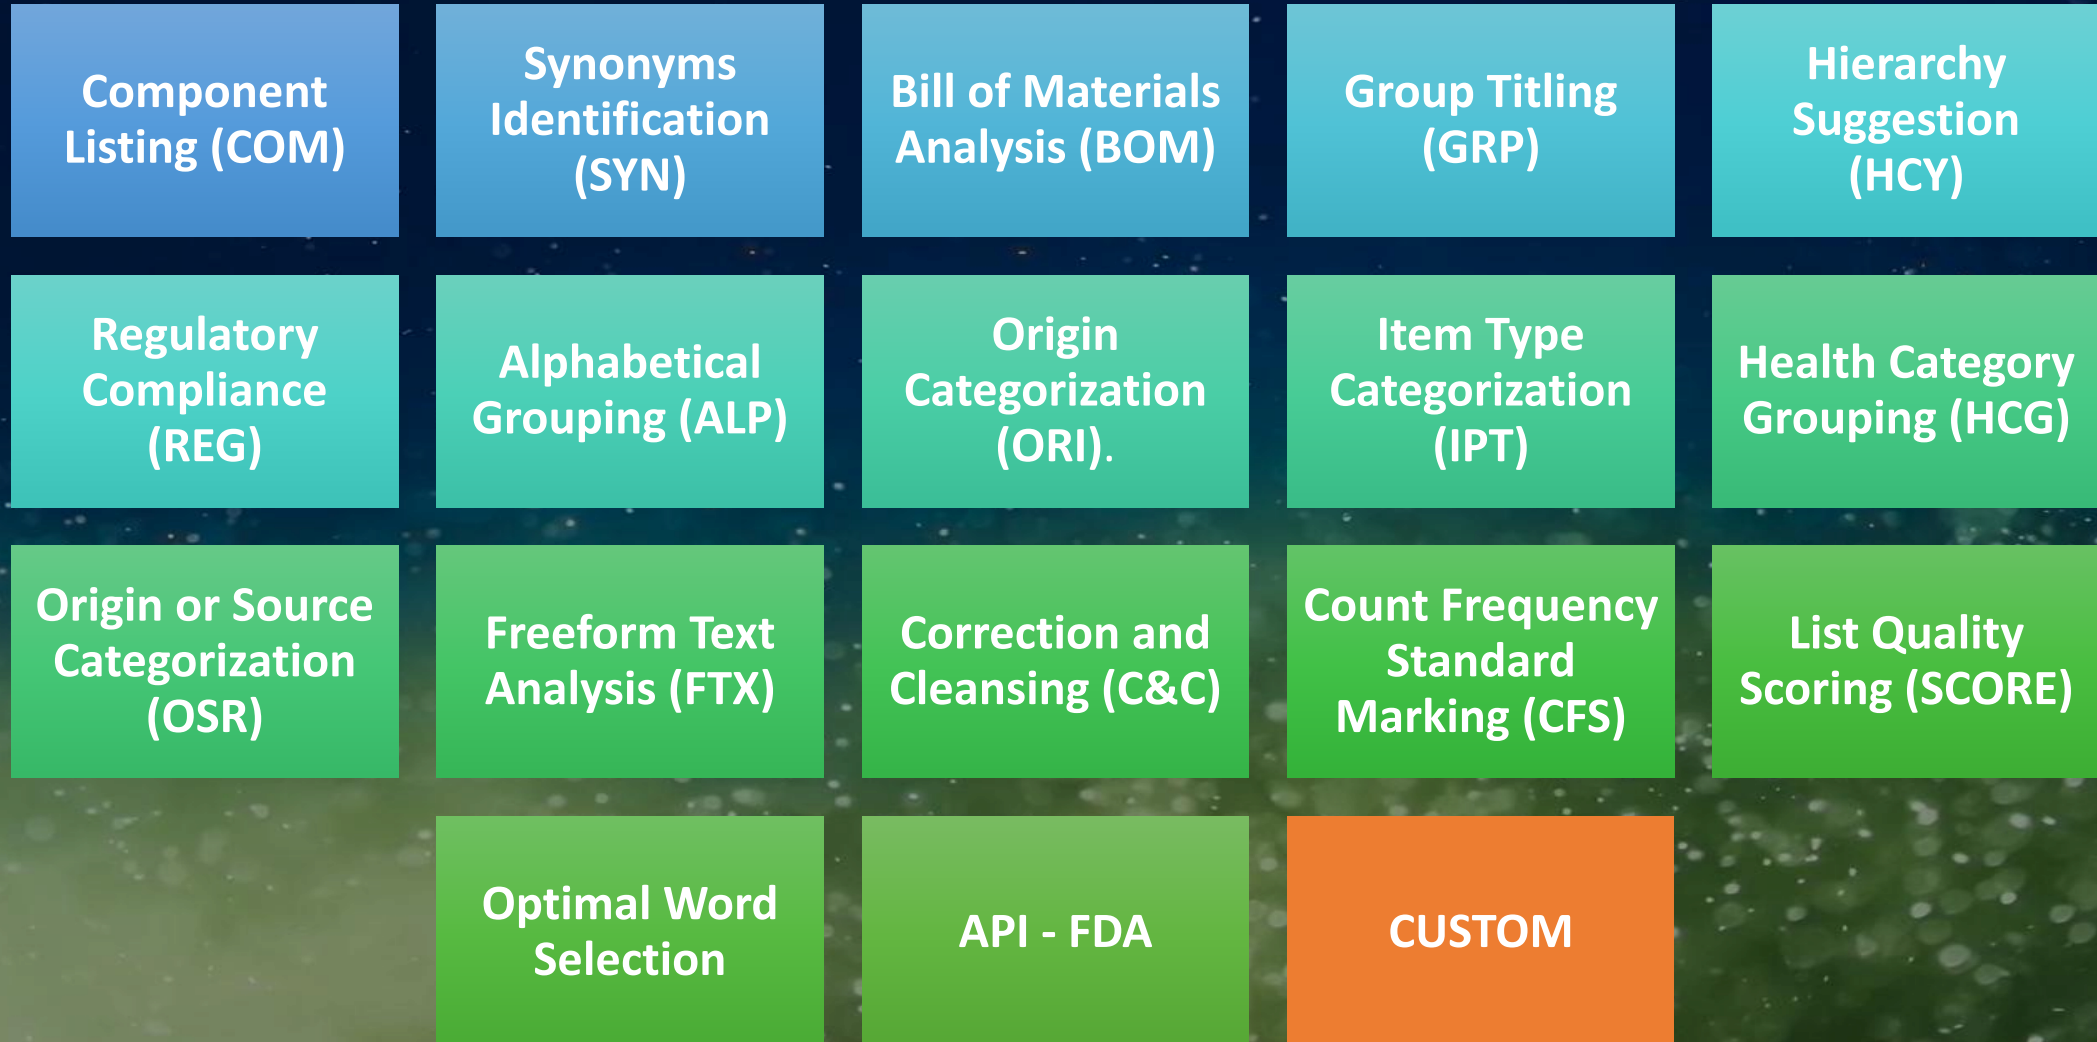 Component
Listing (COM)
Synonyms
Identification
(SYN)
Bill of Materials
Analysis (BOM)
Group Titling
(GRP)
Hierarchy
Suggestion
(HCY)
Regulatory
Compliance
(REG)
Alphabetical
Grouping (ALP)
Origin
Categorization
(ORI).
Item Type
Categorization
(IPT)
Health Category
Grouping (HCG)
Origin or Source
Categorization
(OSR)
Freeform Text
Analysis (FTX)
Correction and
Cleansing (C&C)
Count Frequency
Standard
Marking (CFS)
List Quality
Scoring (SCORE)
Optimal Word
Selection
API - FDA
CUSTOM